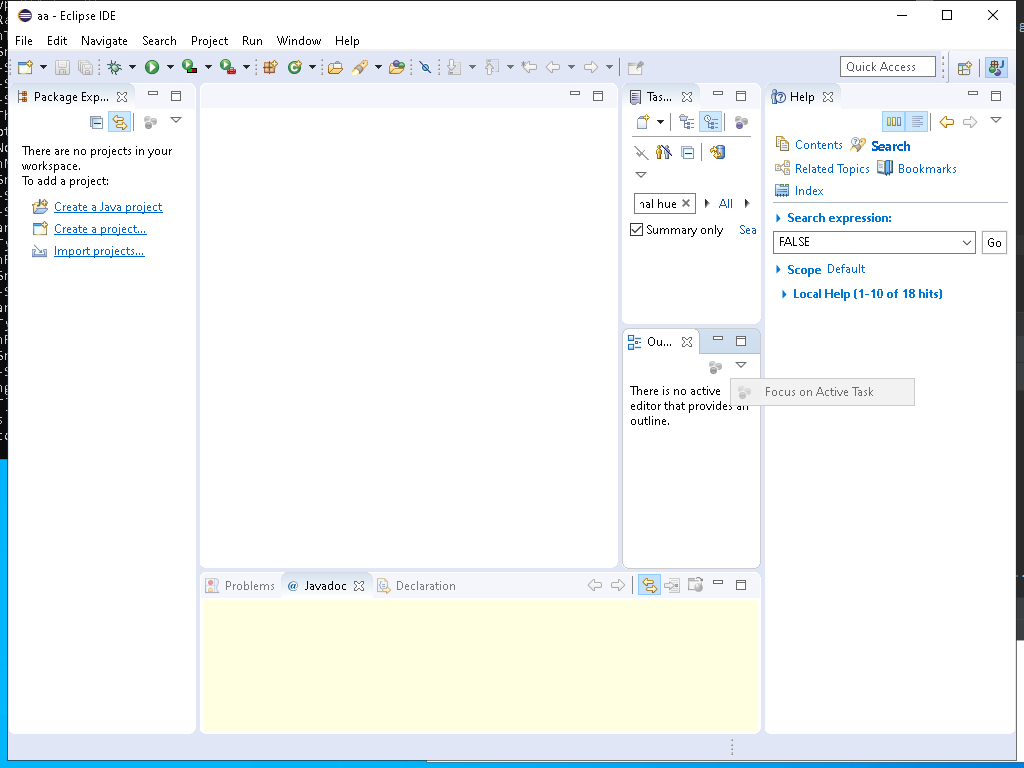 aa - Eclipse IDE
File Edit Navigate Search Project Run Window Help
Quick Access
Package Exp...
There are no projects in your
workspace.
To add a project:
Create a Java project
Create a project...
Import projects...
Tas...
nal hue
All
Summary only
Sea
Ou...
There is no active
editor that provides an
outline.
Focus on Active Task
Help
Contents
Search
Related Topics
Bookmarks
Index
Search expression:
FALSE
Go
Scope Default
Local Help (1-10 of 18 hits)
Problems
@ Javadoc
Declaration